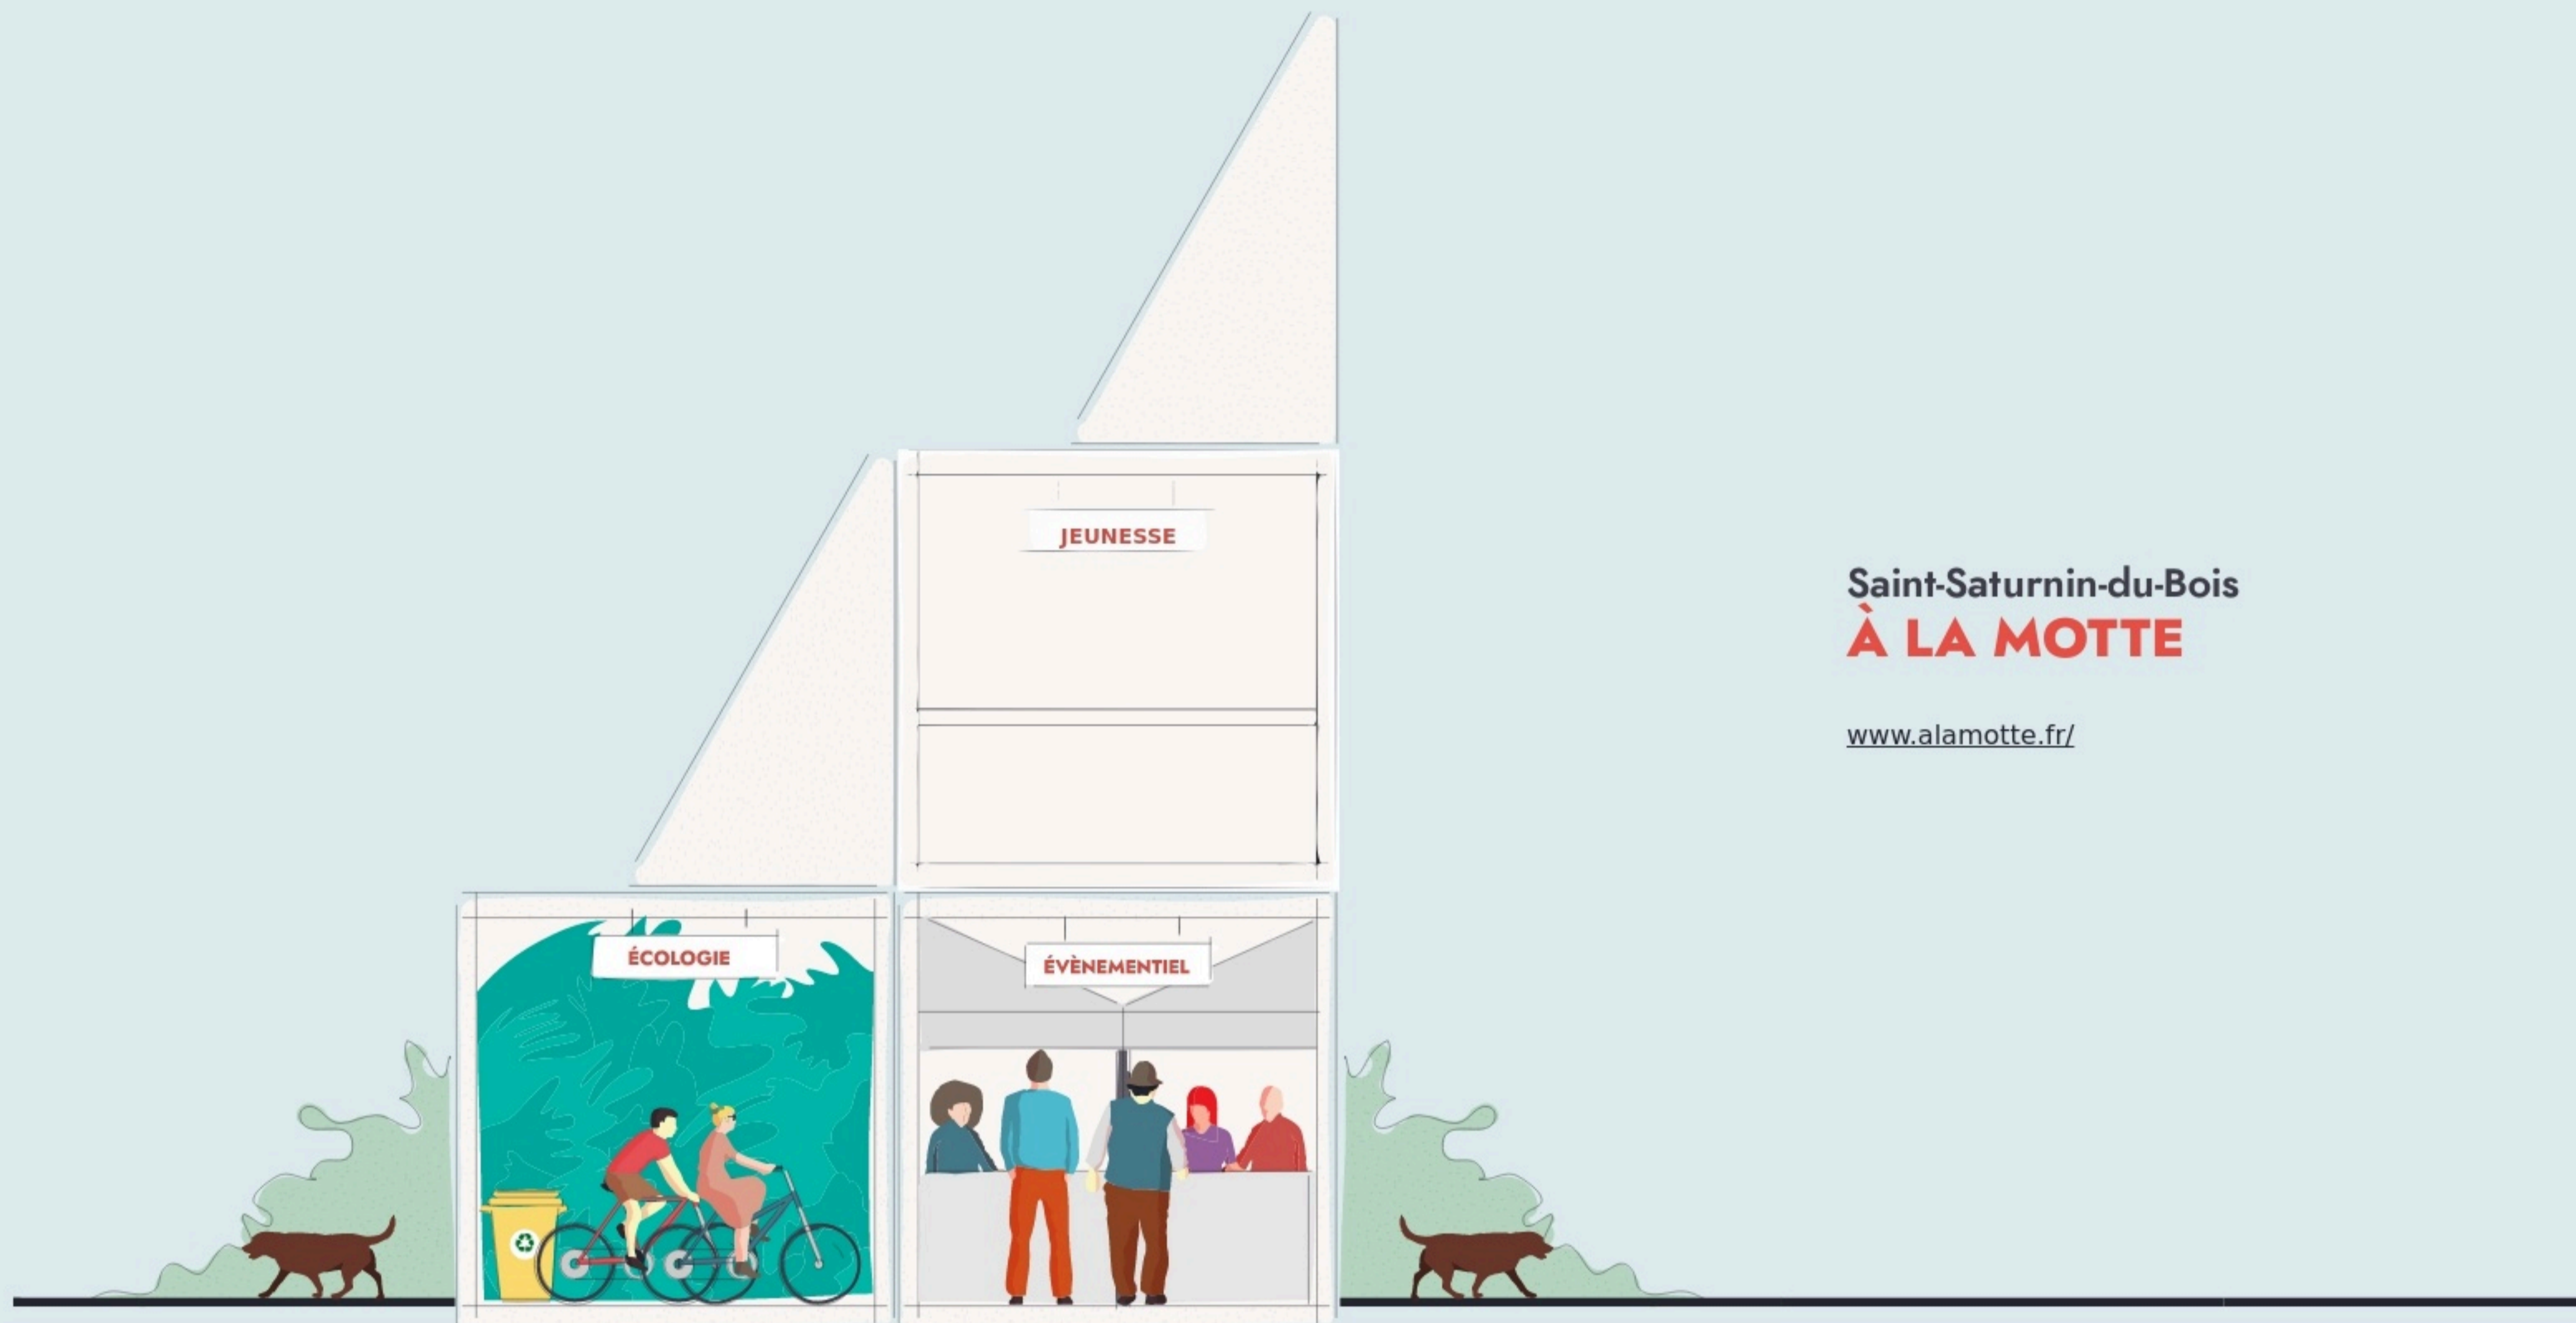 JEUNESSE
Saint-Saturnin-du-Bois
À LA MOTTE
www.alamotte.fr/
ÉCOLOGIE
ÉVÈNEMENTIEL